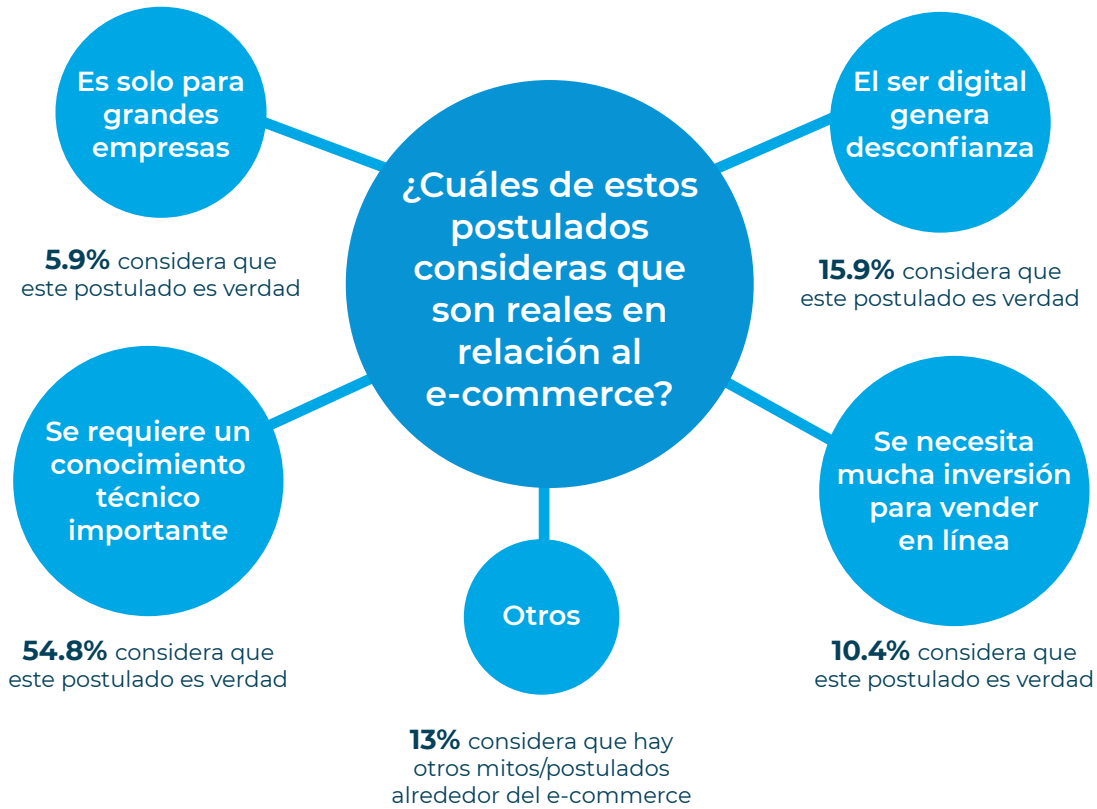 Es solo para
grandes
empresas
5.9% considera que
este postulado es verdad
¿Cuáles de estos
postulados
consideras que
son reales en
relación al
e-commerce?
El ser digital
genera
desconfianza
15.9% considera que
este postulado es verdad
Se requiere un
conocimiento
técnico
importante
54.8% considera que
este postulado es verdad
Otros
13% considera que hay
otros mitos/postulados
alrededor del e-commerce
Se necesita
mucha inversión
para vender
en línea
10.4% considera que
este postulado es verdad